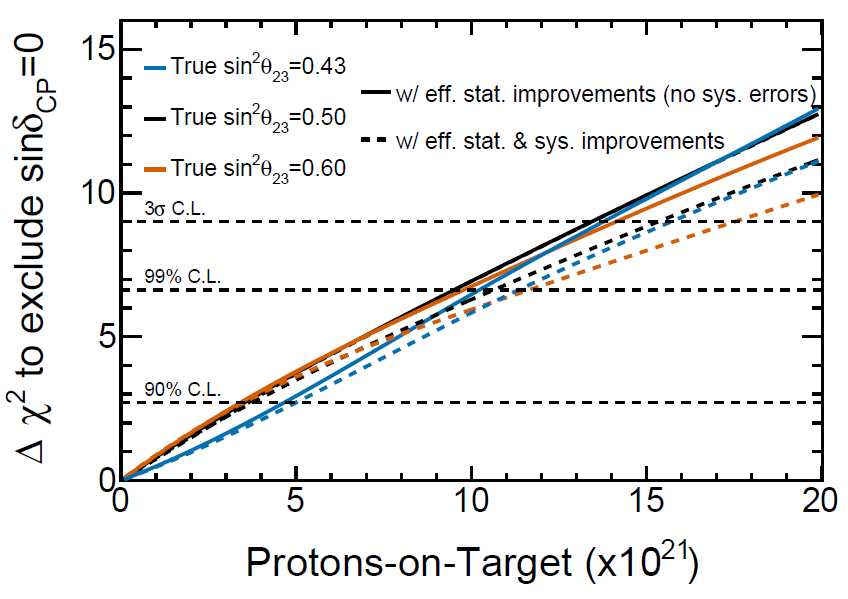 Δ χ² to exclude sinδ_CP=0
15
10
5
0
True sin²θ₂₃=0.43
True sin²θ₂₃=0.50
True sin²θ₂₃=0.60
w/ eff. stat. improvements (no sys. errors)
w/ eff. stat. & sys. improvements
3σ C.L.
99% C.L.
90% C.L.
0 5 10 15 20
Protons-on-Target (x10²¹)